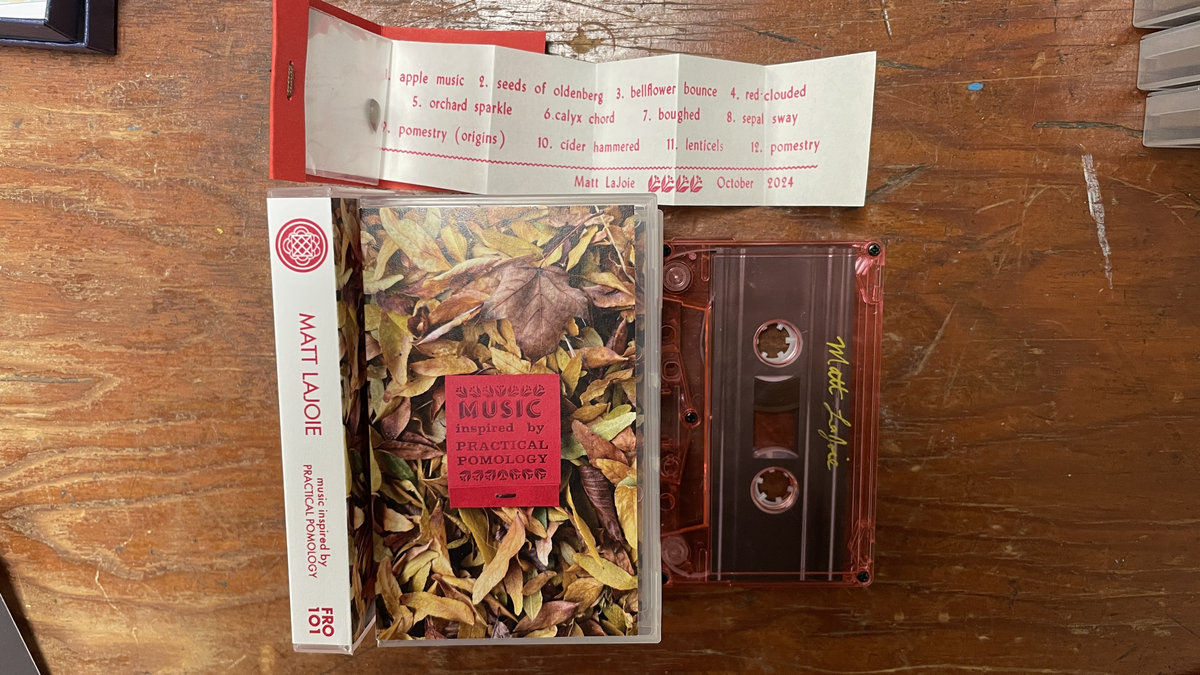 1. apple music 2. seeds of oldenberg 3. bellflower bounce 4. red-clouded
5. orchard sparkle 6.calyx chord 7. boughed 8. sepal sway
9. pomestry (origins) 10. cider hammered 11. lenticels 12. pomestry
Matt LaJoie October 2024
MATT LAJOIE
music inspired by
PRACTICAL POMOLOGY
FRO
101
MUSIC
inspired by
PRACTICAL
POMOLOGY
Matt LaJoie